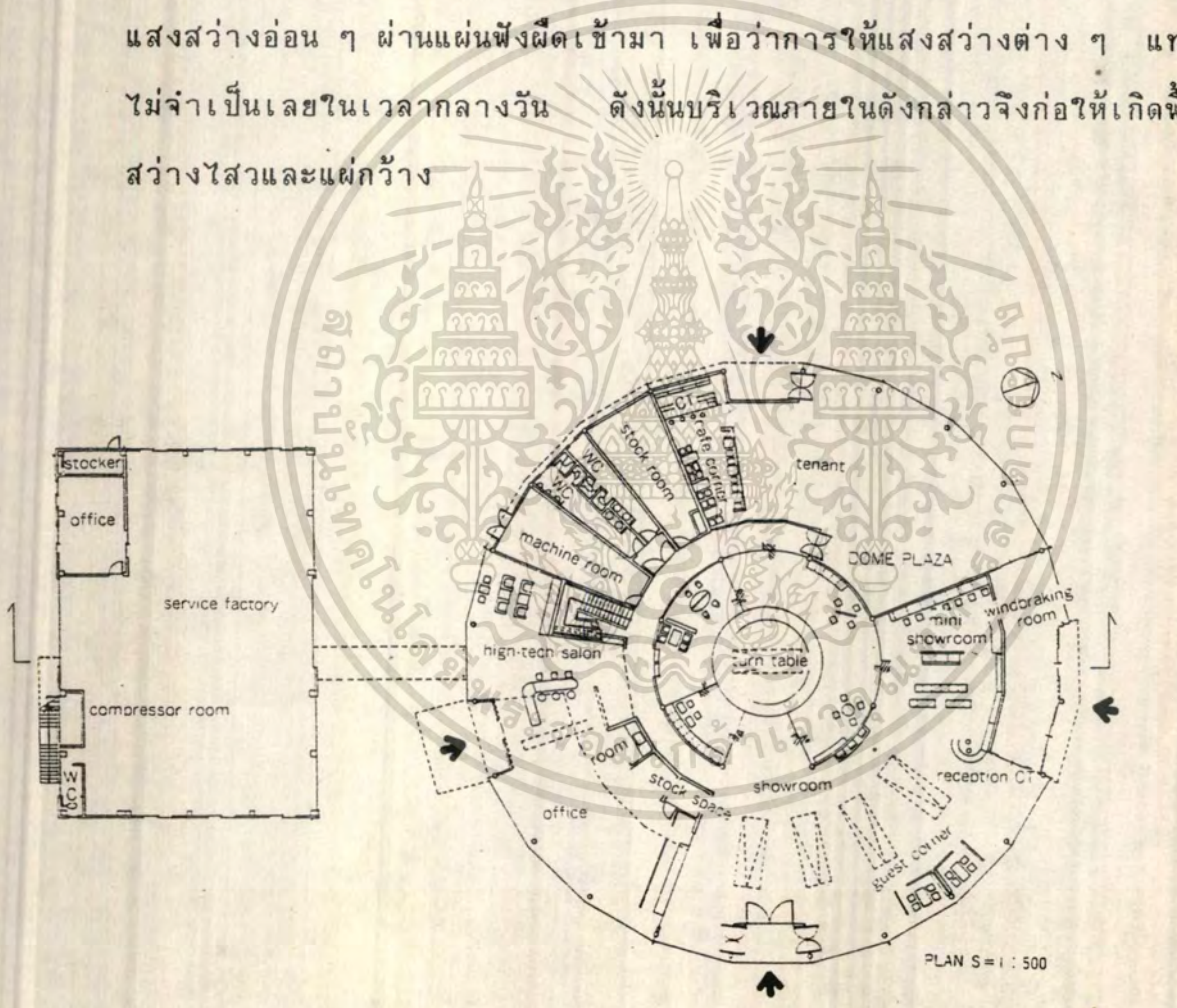 แสงสว่างอ่อน ๆ ผ่านแผ่นฟังผืดเข้ามา เพื่อว่าการให้แสงสว่างต่าง ๆ
ไม่จำเป็นเลยในเวลากลางวัน ดังนั้นบริเวณภายในดังกล่าวจึงก่อให้เกิด
สว่างไสวและแผ่กว้าง
z
CT
cafe corner
stock room
tenant
WC
WC
stocker
office
machine room
DOME PLAZA
windbraking
room
mini
showroom
service factory
hign-tech salon
turn table
compressor room
room
reception CT
showroom
stock space
office
W
C
guest corner
PLAN S=1:500